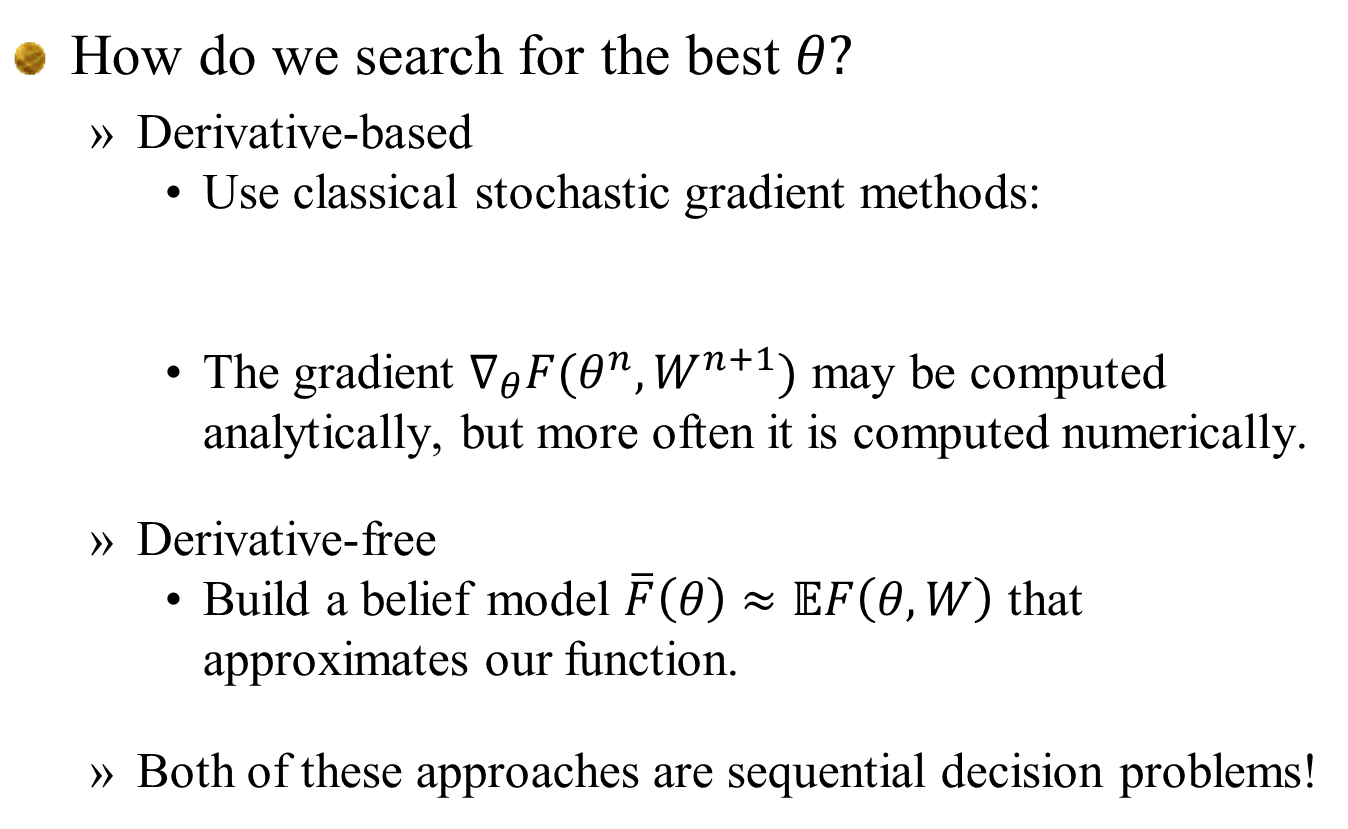 How do we search for the best θ?
» Derivative-based
• Use classical stochastic gradient methods:
• The gradient ∇_θF(θⁿ, Wⁿ⁺¹) may be computed
analytically, but more often it is computed numerically.
» Derivative-free
• Build a belief model F̅(θ) ≈ 𝔼F(θ, W) that
approximates our function.
» Both of these approaches are sequential decision problems!